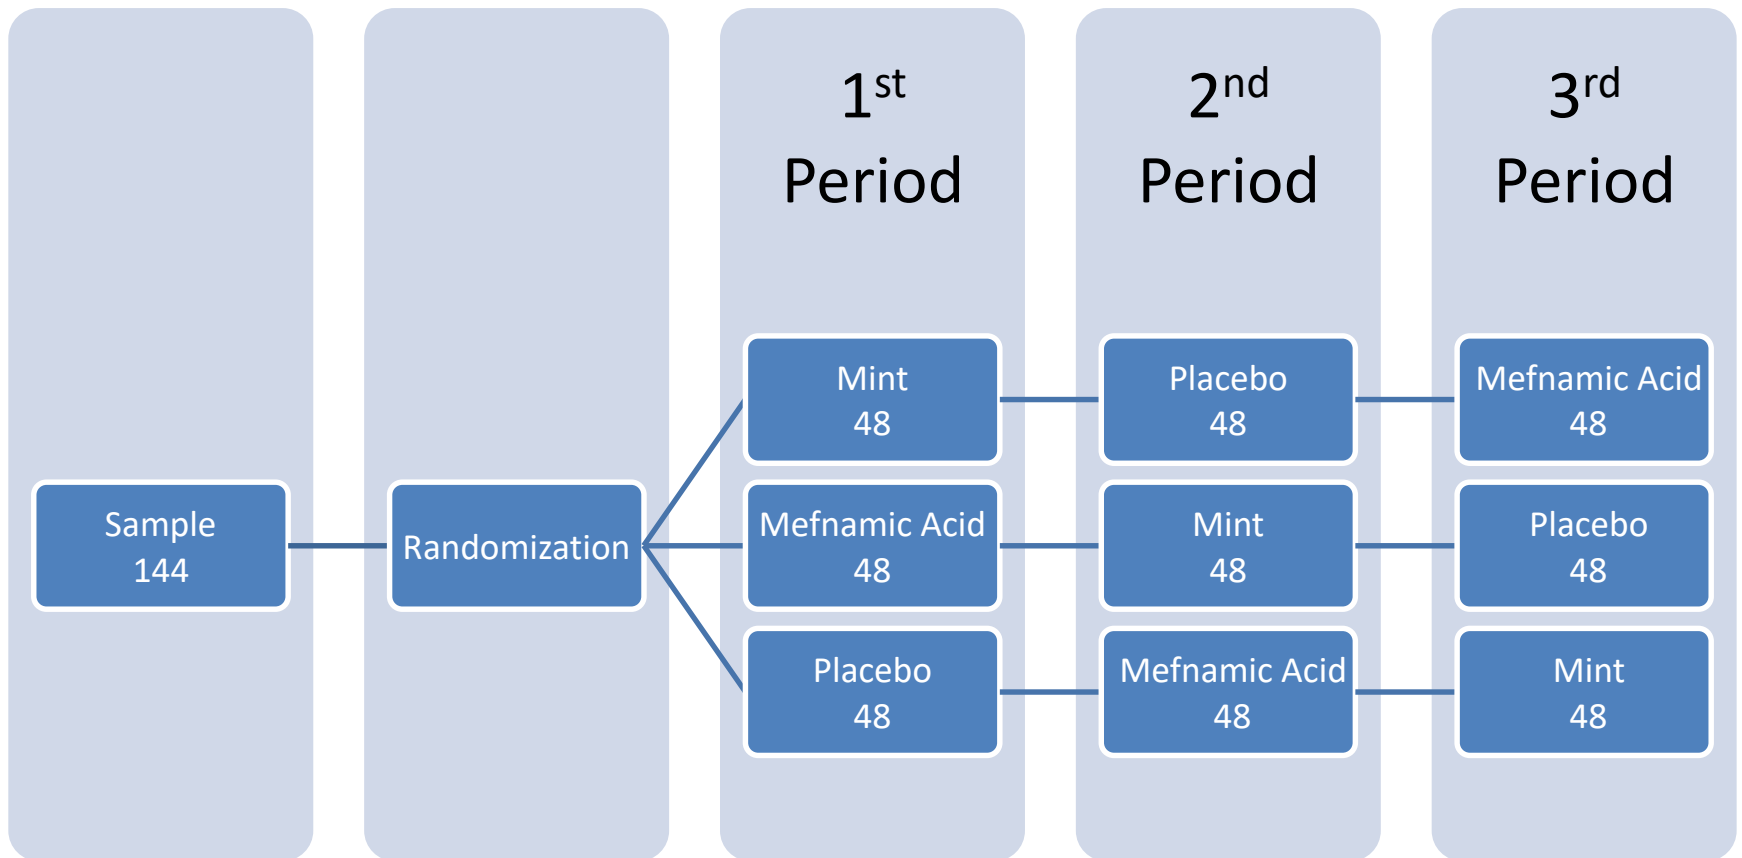 1st
Period
2nd
Period
3rd
Period
Sample
144
Randomization
Mint
48
Placebo
48
Mefnamic Acid
48
Mefnamic Acid
48
Mint
48
Placebo
48
Placebo
48
Mefnamic Acid
48
Mint
48